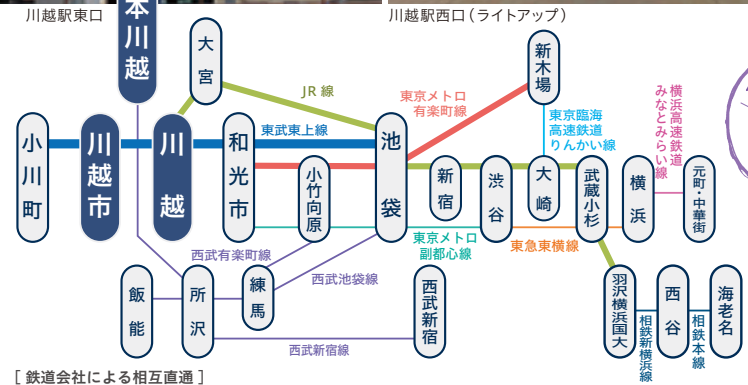 川越駅東口
川越駅西口（ライトアップ）
本川越
大宮
新木場
JR 線
東京メトロ
有楽町線
東京臨海
高速鉄道
りんかい線
横浜高速鉄道
みなとみらい線
小川町
川越市
川越
和光市
東武東上線
小竹向原
池袋
新宿
渋谷
大崎
武蔵小杉
横浜
元町・中華街
東京メトロ
副都心線
東急東横線
西武有楽町線
西武池袋線
飯能
所沢
練馬
西武新宿
西武新宿線
羽沢横浜国大
相鉄新横浜線
西谷
相鉄本線
海老名
［ 鉄道会社による相互直通 ］